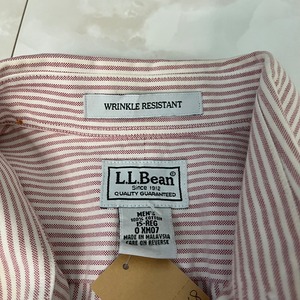 WRINKLE RESISTANT
L.L.Bean®
SINCE 1912
QUALITY GUARANTEED
MEN'S
100% COTTON
15-REG
0 XM07
MADE IN MALAYSIA
CARE ON REVERSE